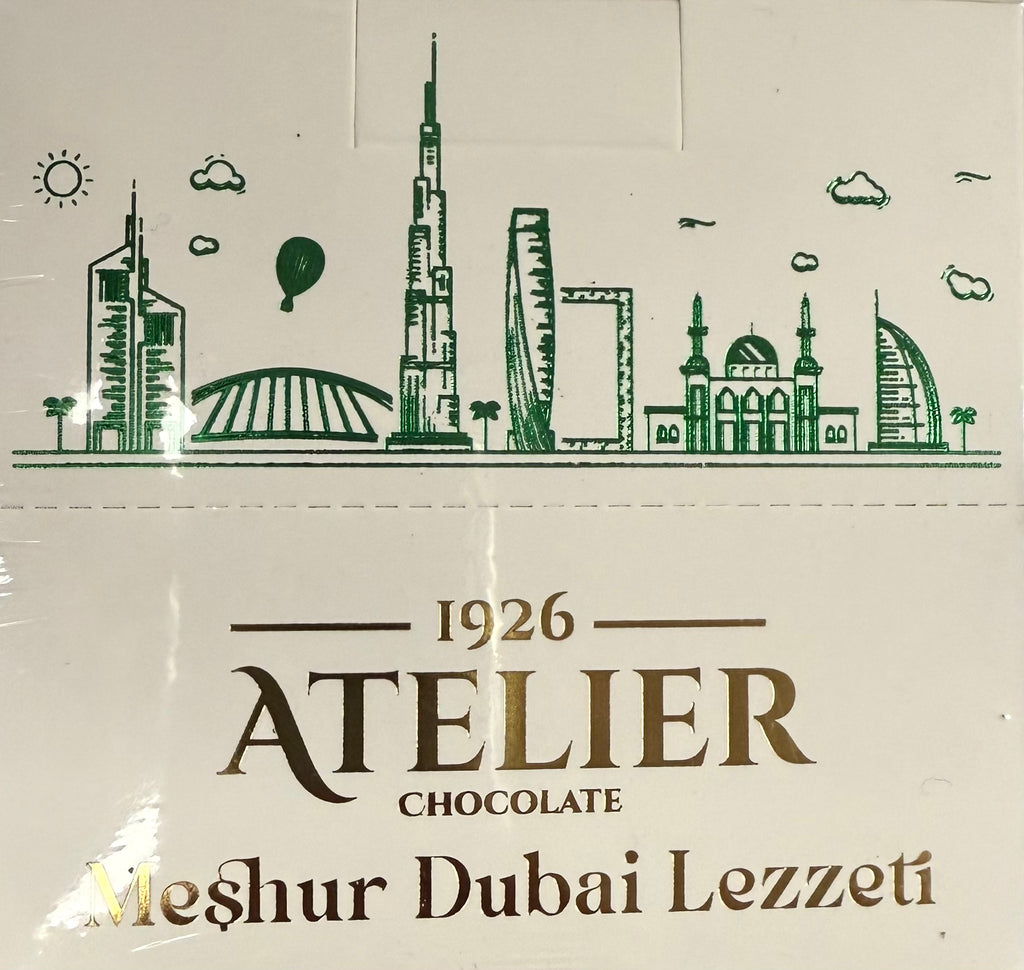 1926
ATELIER
CHOCOLATE
Meşhur Dubai Lezzeti